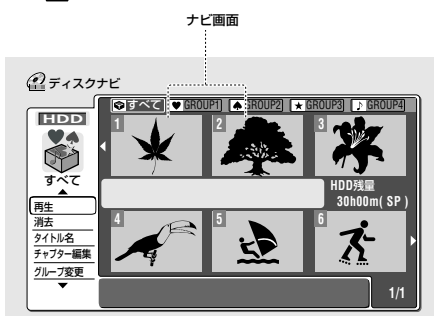 ナビ画面
ディスクナビ
すべて GROUP1 GROUP2 GROUP3 GROUP4
HDD
すべて
1 2 3
HDD残量
30h00m( SP )
再生
消去
タイトル名
チャプター編集
グループ変更
4 5 6
1/1